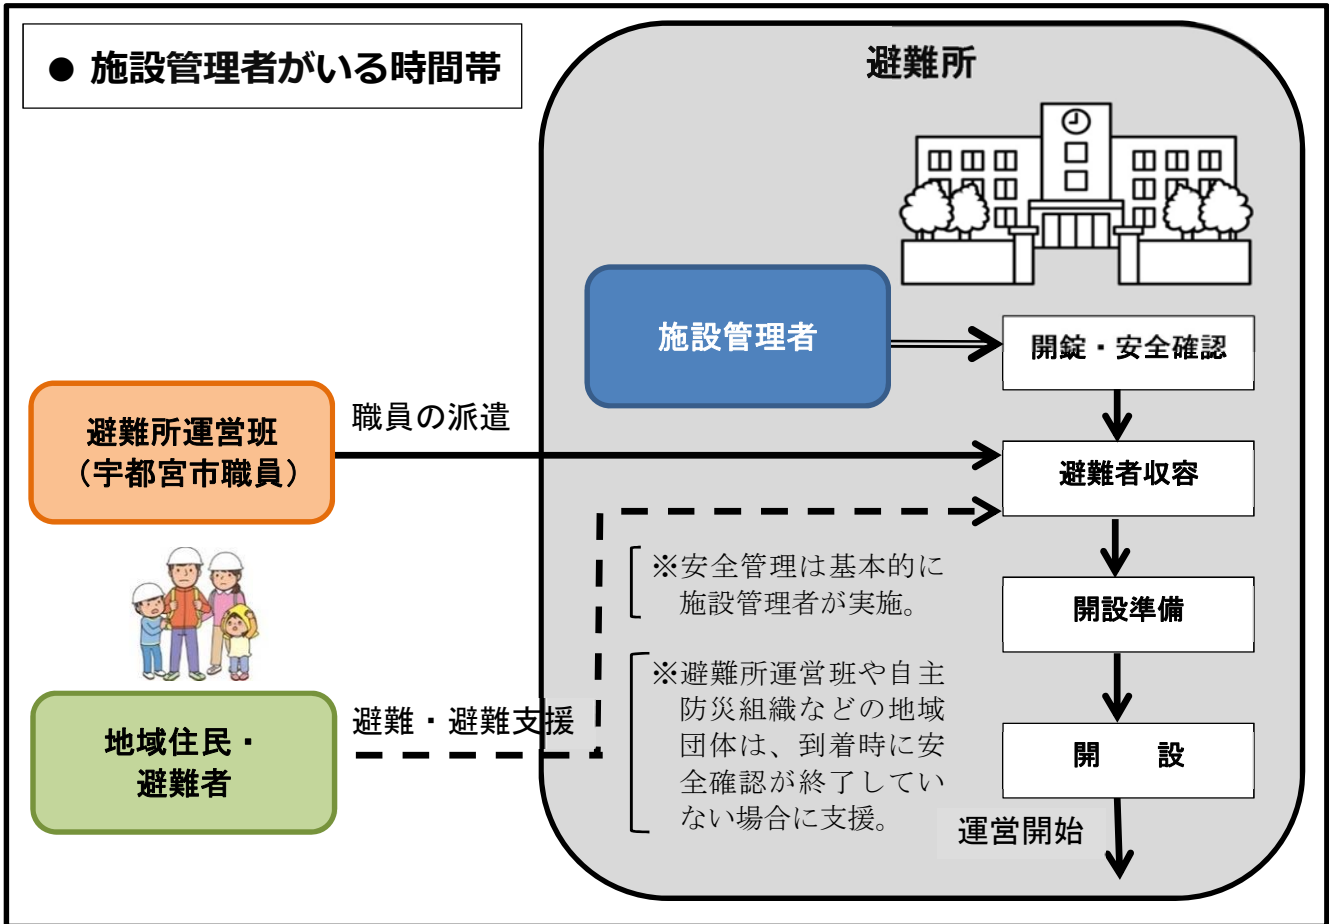 ● 施設管理者がいる時間帯
避難所
施設管理者
開錠・安全確認
避難所運営班
（宇都宮市職員）
職員の派遣
避難者収容
※安全管理は基本的に
施設管理者が実施。
開設準備
地域住民・
避難者
避難・避難支援
※避難所運営班や自主
防災組織などの地域
団体は、到着時に安
全確認が終了してい
ない場合に支援。
開　　設
運営開始